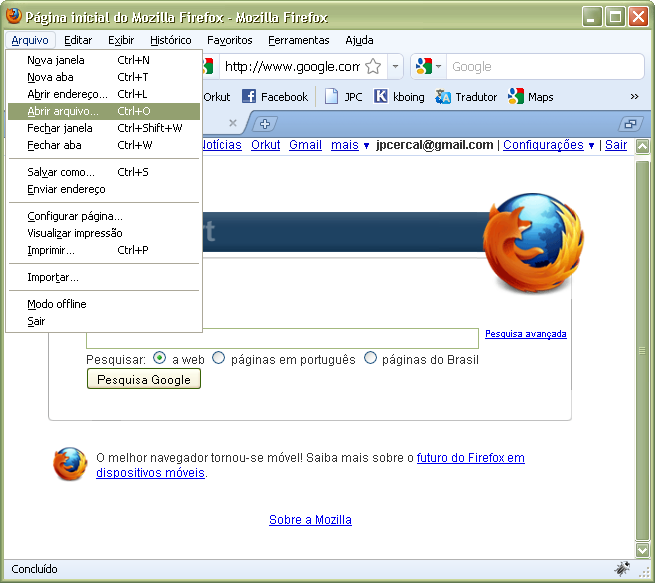 Página inicial do Mozilla Firefox - Mozilla Firefox
Arquivo Editar Exibir Histórico Favoritos Ferramentas Ajuda
Nova janela Ctrl+N
Nova aba Ctrl+T
Abrir endereço... Ctrl+L
Abrir arquivo... Ctrl+O
Fechar janela Ctrl+Shift+W
Fechar aba Ctrl+W
Salvar como... Ctrl+S
Enviar endereço
Configurar página...
Visualizar impressão
Imprimir... Ctrl+P
Importar...
Modo offline
Sair
http://www.google.com Google
Orkut Facebook JPC kboing Tradutor Maps »
Notícias Orkut Gmail mais ▼ jpcercal@gmail.com | Configurações ▼ | Sair
Pesquisa avançada
Pesquisar: a web páginas em português páginas do Brasil
Pesquisa Google
O melhor navegador tornou-se móvel! Saiba mais sobre o futuro do Firefox em
dispositivos móveis.
Sobre a Mozilla
Concluído